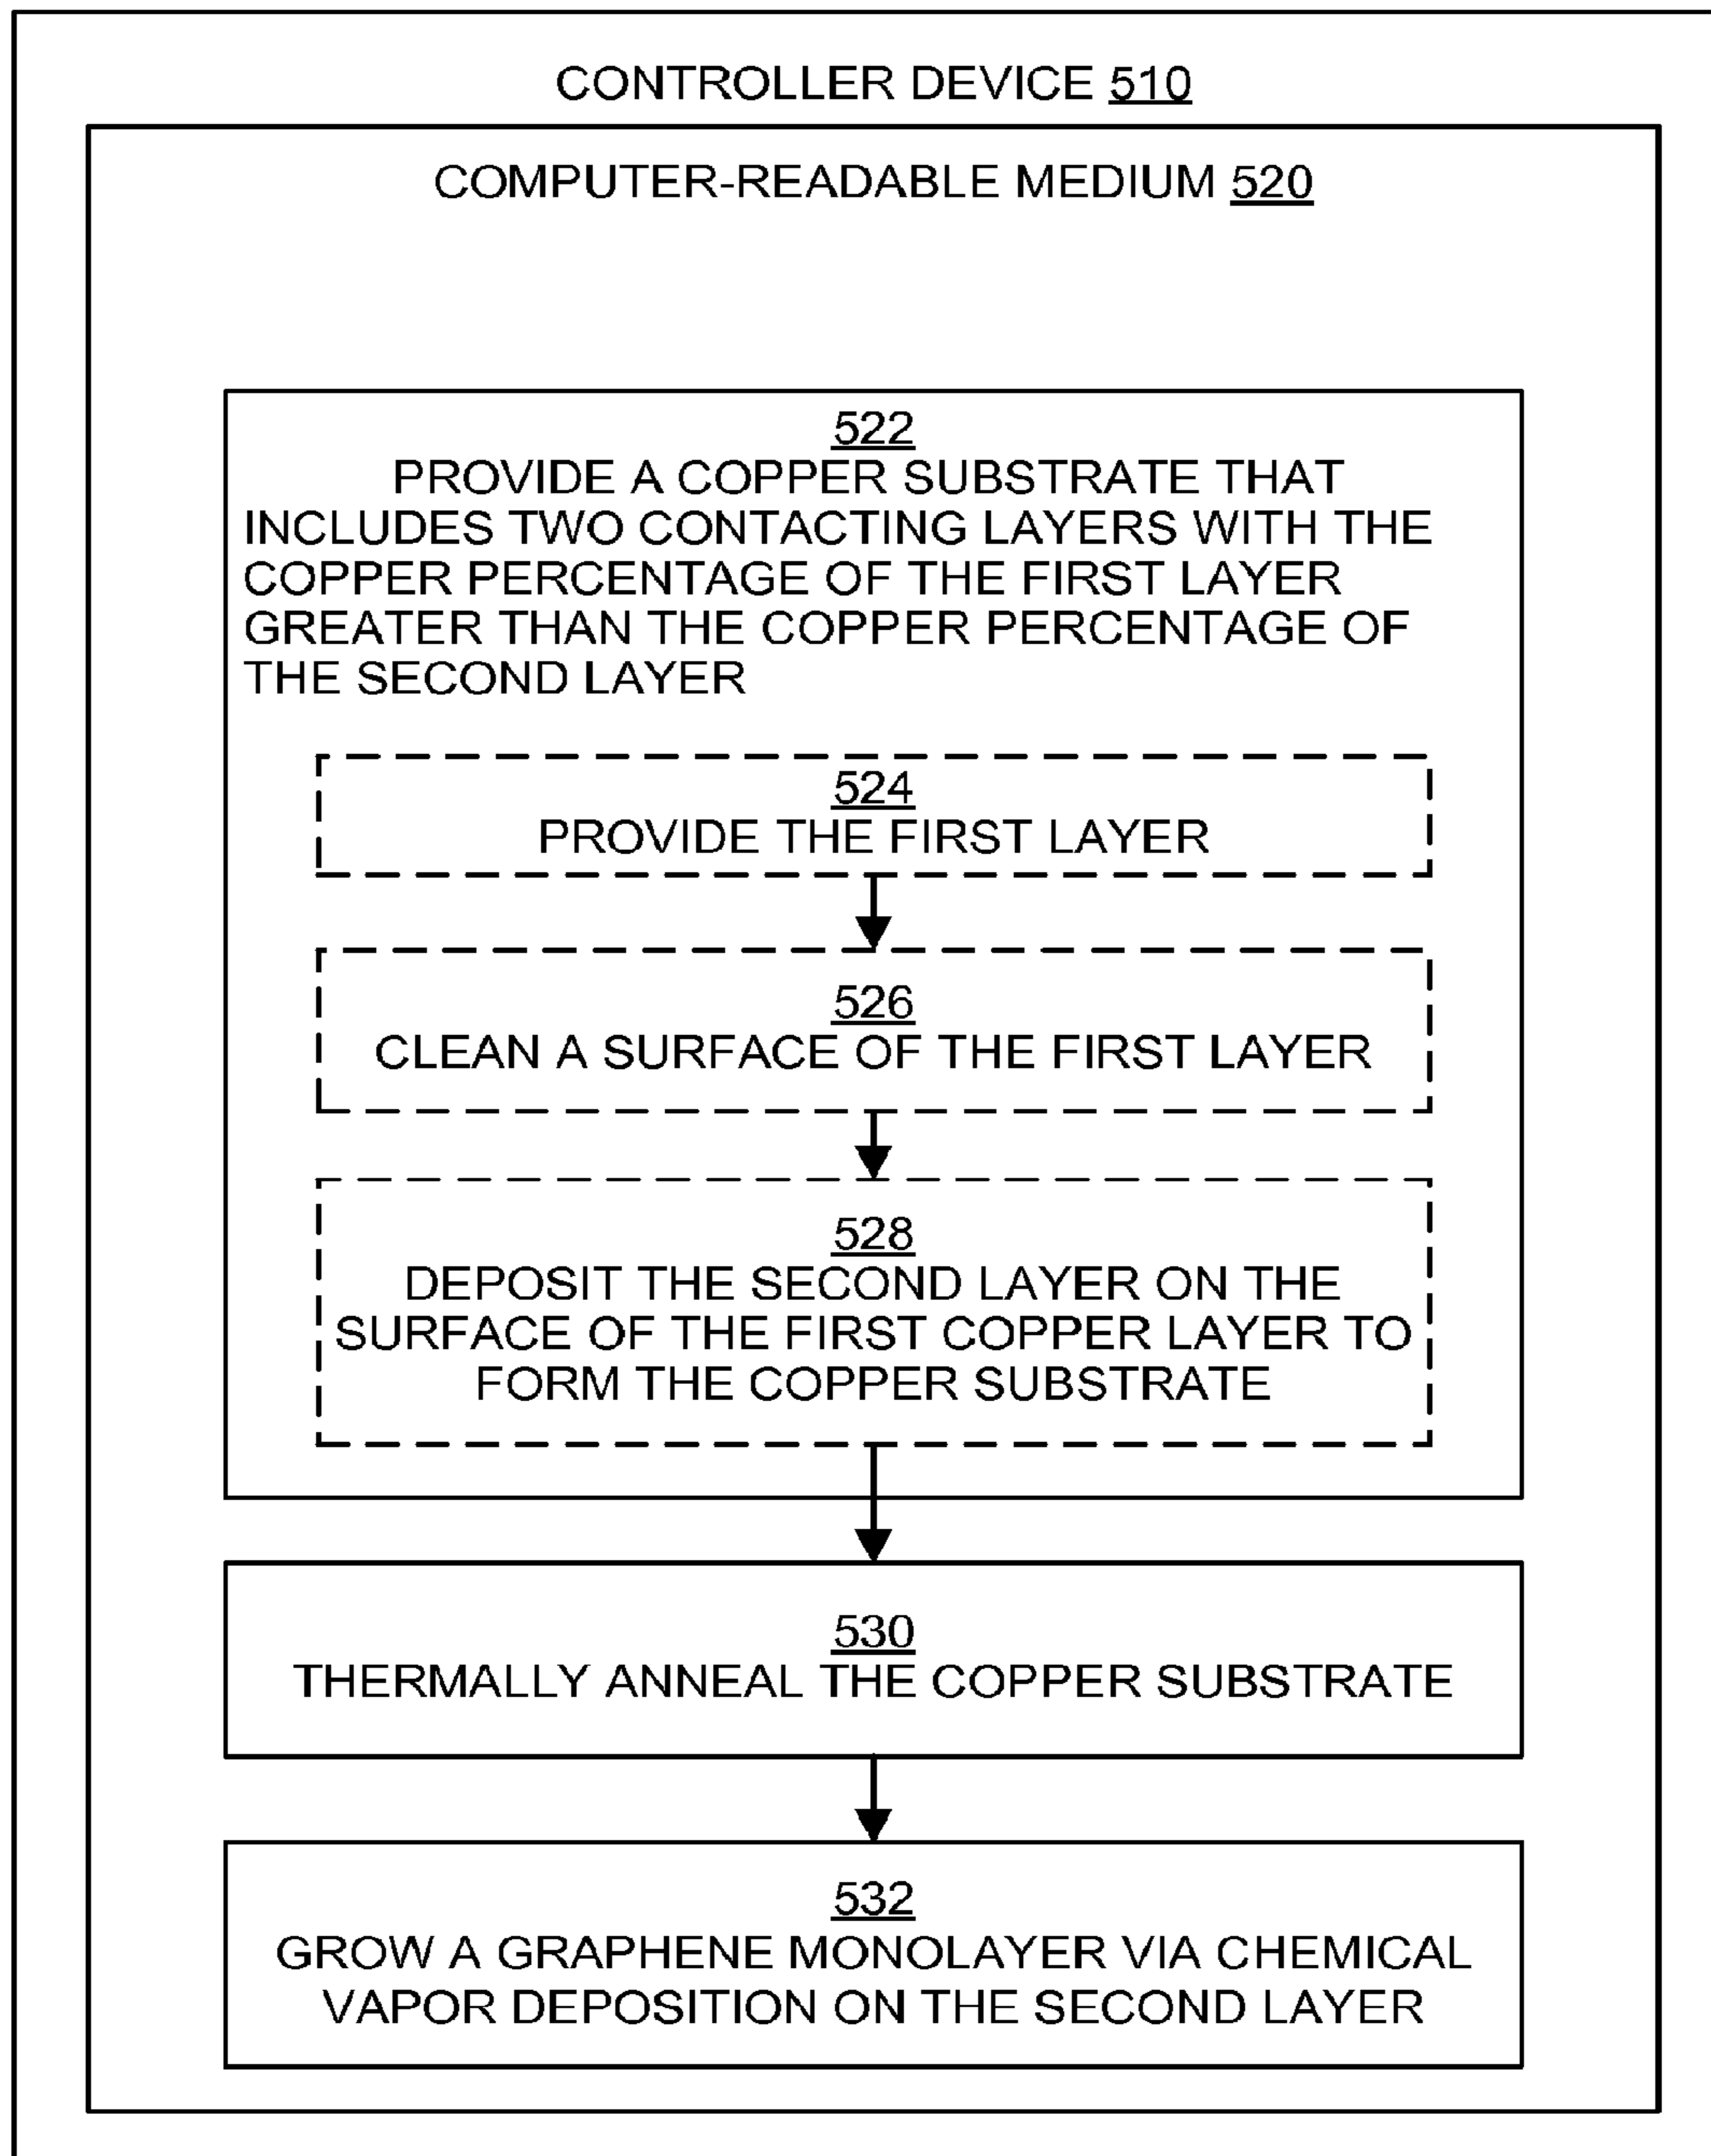 CONTROLLER DEVICE 510
COMPUTER-READABLE MEDIUM 520
522
PROVIDE A COPPER SUBSTRATE THAT
INCLUDES TWO CONTACTING LAYERS WITH THE
COPPER PERCENTAGE OF THE FIRST LAYER
GREATER THAN THE COPPER PERCENTAGE OF
THE SECOND LAYER
524
PROVIDE THE FIRST LAYER
526
CLEAN A SURFACE OF THE FIRST LAYER
528
DEPOSIT THE SECOND LAYER ON THE
SURFACE OF THE FIRST COPPER LAYER TO
FORM THE COPPER SUBSTRATE
530
THERMALLY ANNEAL THE COPPER SUBSTRATE
532
GROW A GRAPHENE MONOLAYER VIA CHEMICAL
VAPOR DEPOSITION ON THE SECOND LAYER